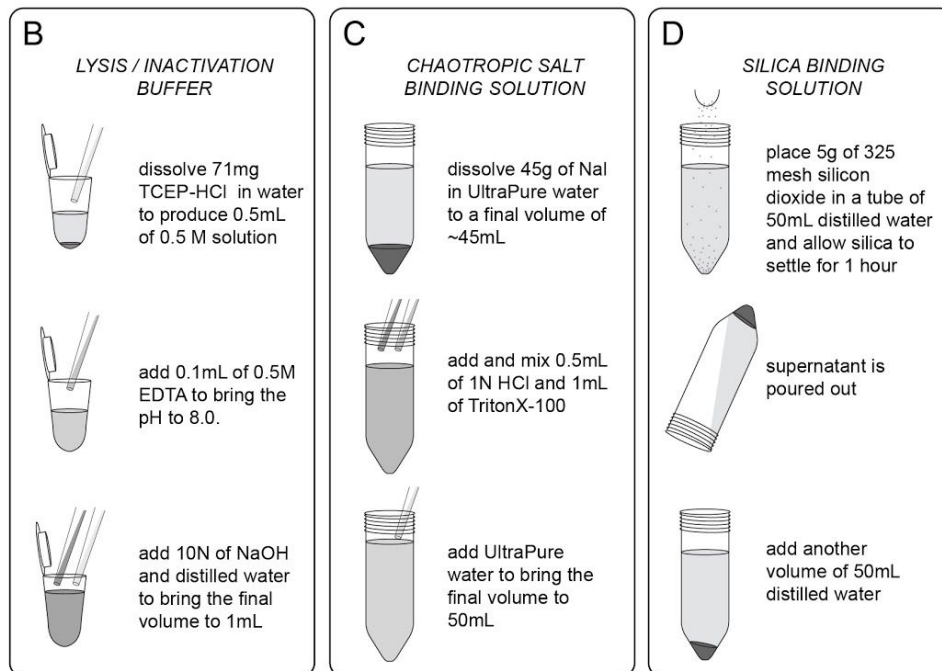 B
LYSIS / INACTIVATION
BUFFER
dissolve 71mg
TCEP-HCl in water
to produce 0.5mL
of 0.5 M solution
add 0.1mL of 0.5M
EDTA to bring the
pH to 8.0.
add 10N of NaOH
and distilled water
to bring the final
volume to 1mL
C
CHAOTROPIC SALT
BINDING SOLUTION
dissolve 45g of NaI
in UltraPure water
to a final volume of
~45mL
add and mix 0.5mL
of 1N HCl and 1mL
of TritonX-100
add UltraPure
water to bring the
final volume to
50mL
D
SILICA BINDING
SOLUTION
place 5g of 325
mesh silicon
dioxide in a tube of
50mL distilled water
and allow silica to
settle for 1 hour
supernatant is
poured out
add another
volume of 50mL
distilled water